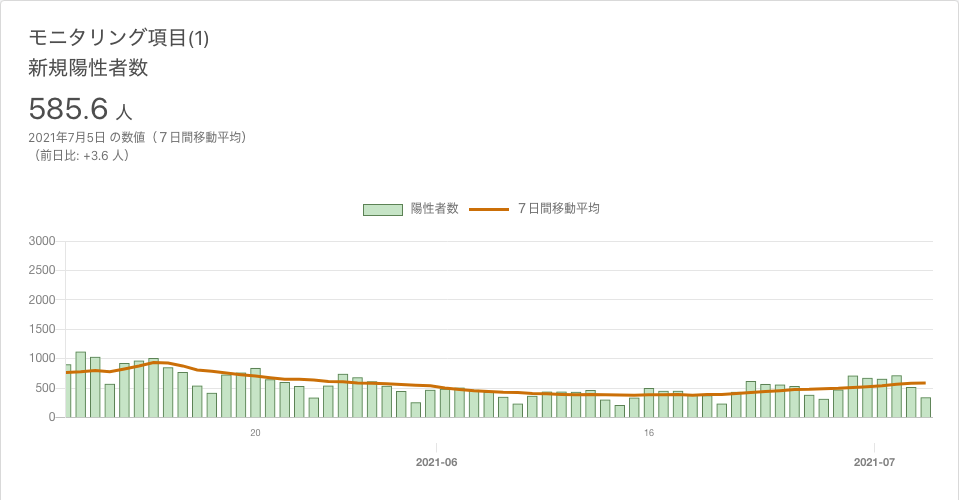 モニタリング項目(1)
新規陽性者数
585.6 人
2021年7月5日 の数値（７日間移動平均）
（前日比: +3.6 人）
陽性者数 ７日間移動平均
3000
2500
2000
1500
1000
500
0
20 16
2021-06 2021-07